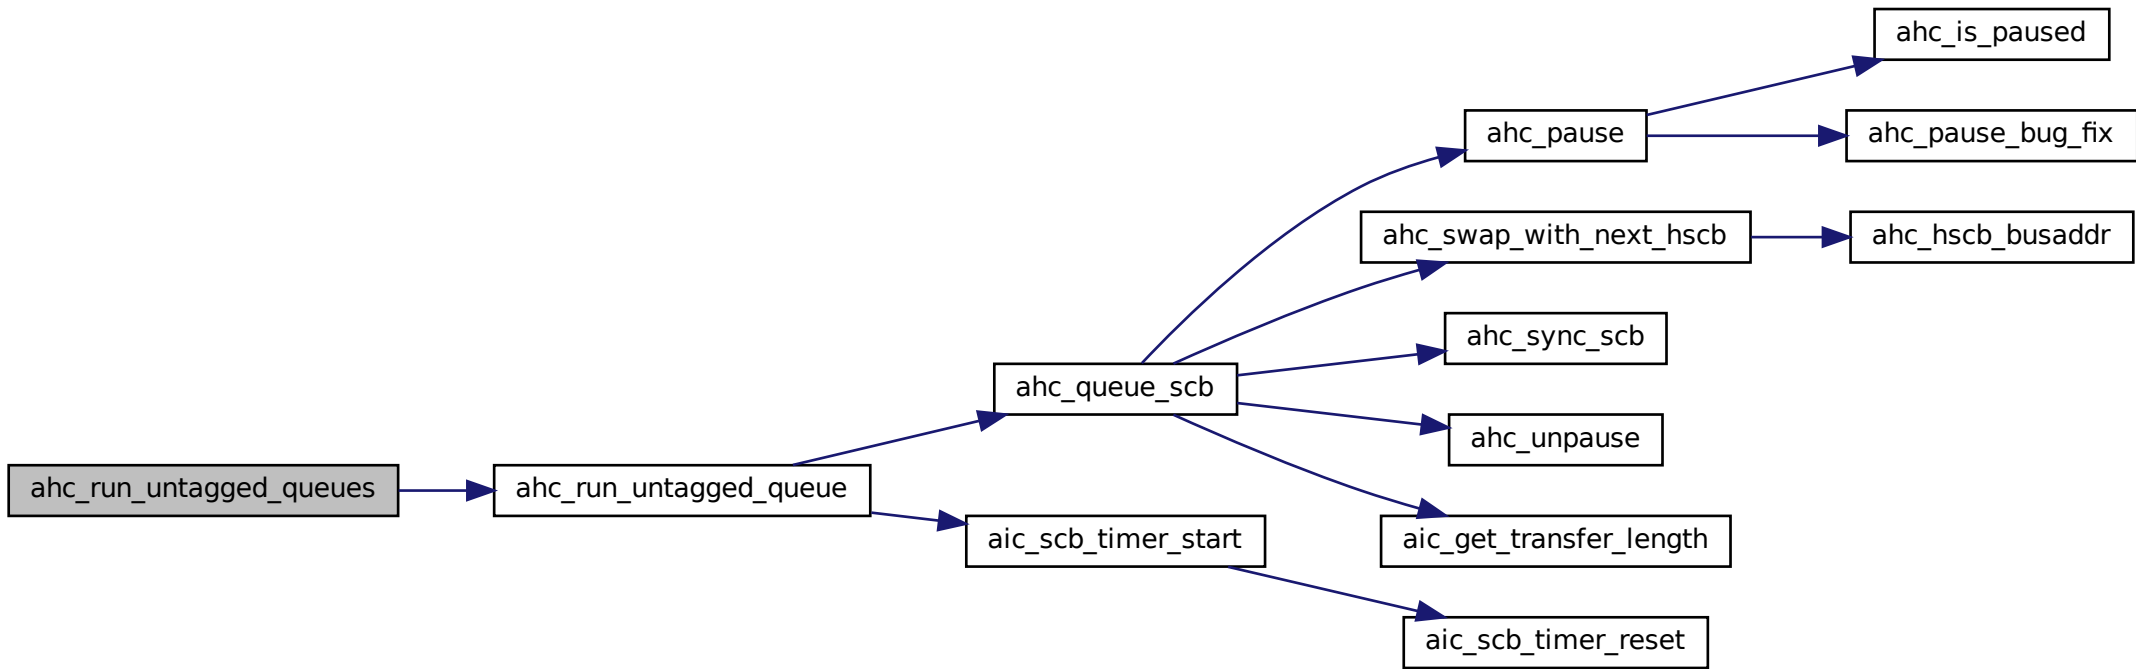 ahc_is_paused
ahc_pause
ahc_pause_bug_fix
ahc_swap_with_next_hscb
ahc_hscb_busaddr
ahc_sync_scb
ahc_queue_scb
ahc_unpause
ahc_run_untagged_queues
ahc_run_untagged_queue
aic_scb_timer_start
aic_get_transfer_length
aic_scb_timer_reset